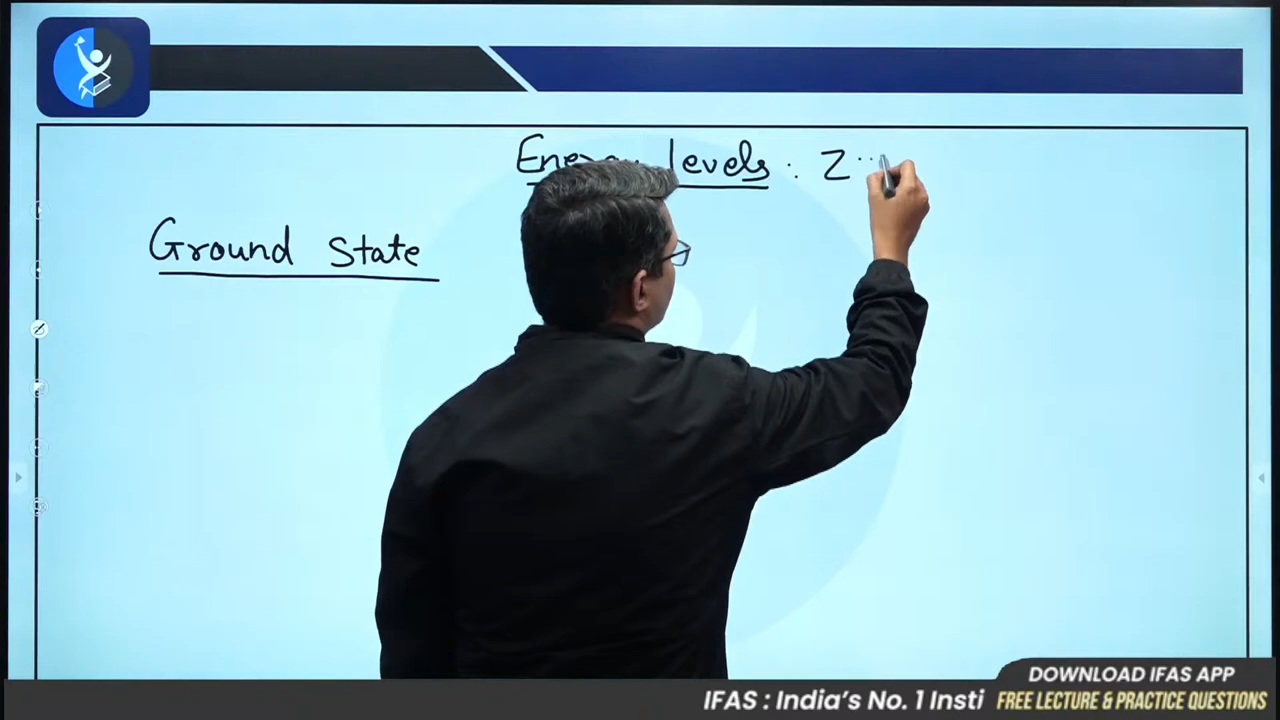 Energy levels : Z
Ground State
DOWNLOAD IFAS APP
IFAS : India's No. 1 Insti
FREE LECTURE & PRACTICE QUESTIONS